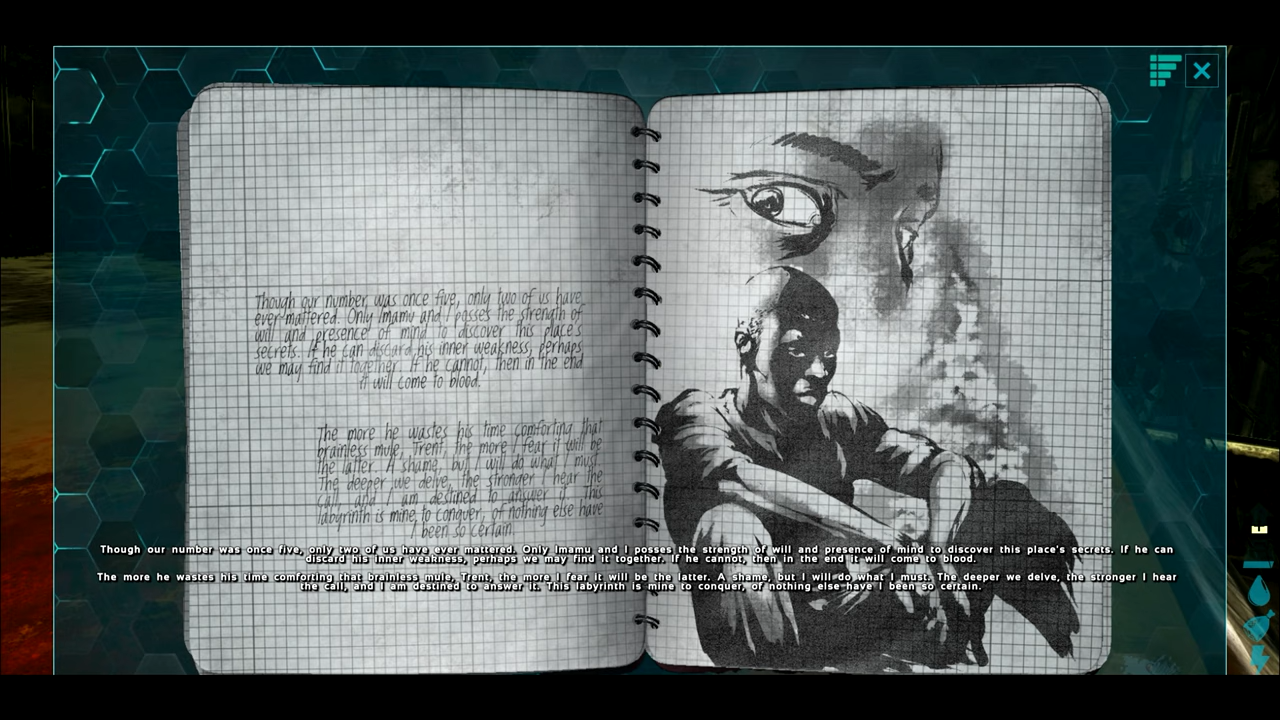 Though our number was once five, only two of us have
ever mattered. Only Imamu and I posses the strength of
will and presence of mind to discover this place's
secrets. If he can discard his inner weakness, perhaps
we may find it together. If he cannot, then in the end
it will come to blood.
The more he wastes his time comforting that
brainless mule, Trent, the more I fear it will be
the latter. A shame, but I will do what I must.
The deeper we delve, the stronger I hear the
call, and I am destined to answer it. This
labyrinth is mine to conquer, of nothing else have
I been so certain.
Though our number was once five, only two of us have ever mattered. Only Imamu and I posses the strength of will and presence of mind to discover this place's secrets. If he can
discard his inner weakness, perhaps we may find it together. If he cannot, then in the end it will come to blood.
The more he wastes his time comforting that brainless mule, Trent, the more I fear it will be the latter. A shame, but I will do what I must. The deeper we delve, the stronger I hear
the call, and I am destined to answer it. This labyrinth is mine to conquer, of nothing else have I been so certain.